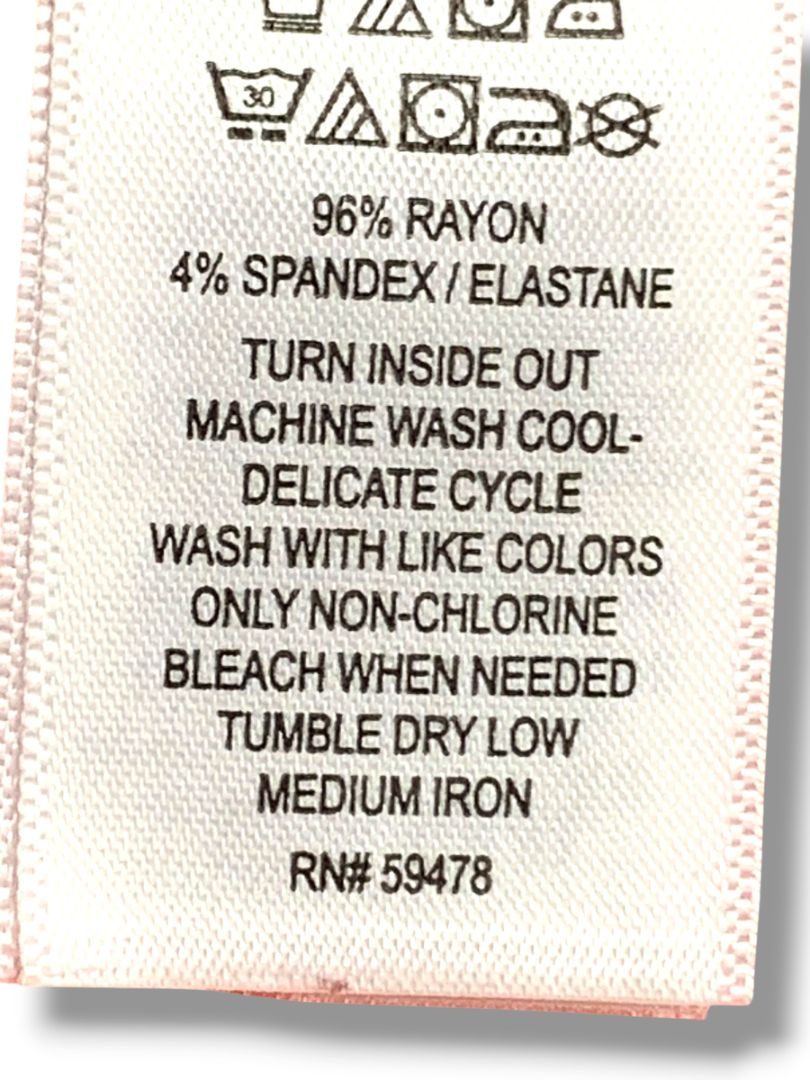 30
96% RAYON
4% SPANDEX / ELASTANE
TURN INSIDE OUT
MACHINE WASH COOL-
DELICATE CYCLE
WASH WITH LIKE COLORS
ONLY NON-CHLORINE
BLEACH WHEN NEEDED
TUMBLE DRY LOW
MEDIUM IRON
RN# 59478